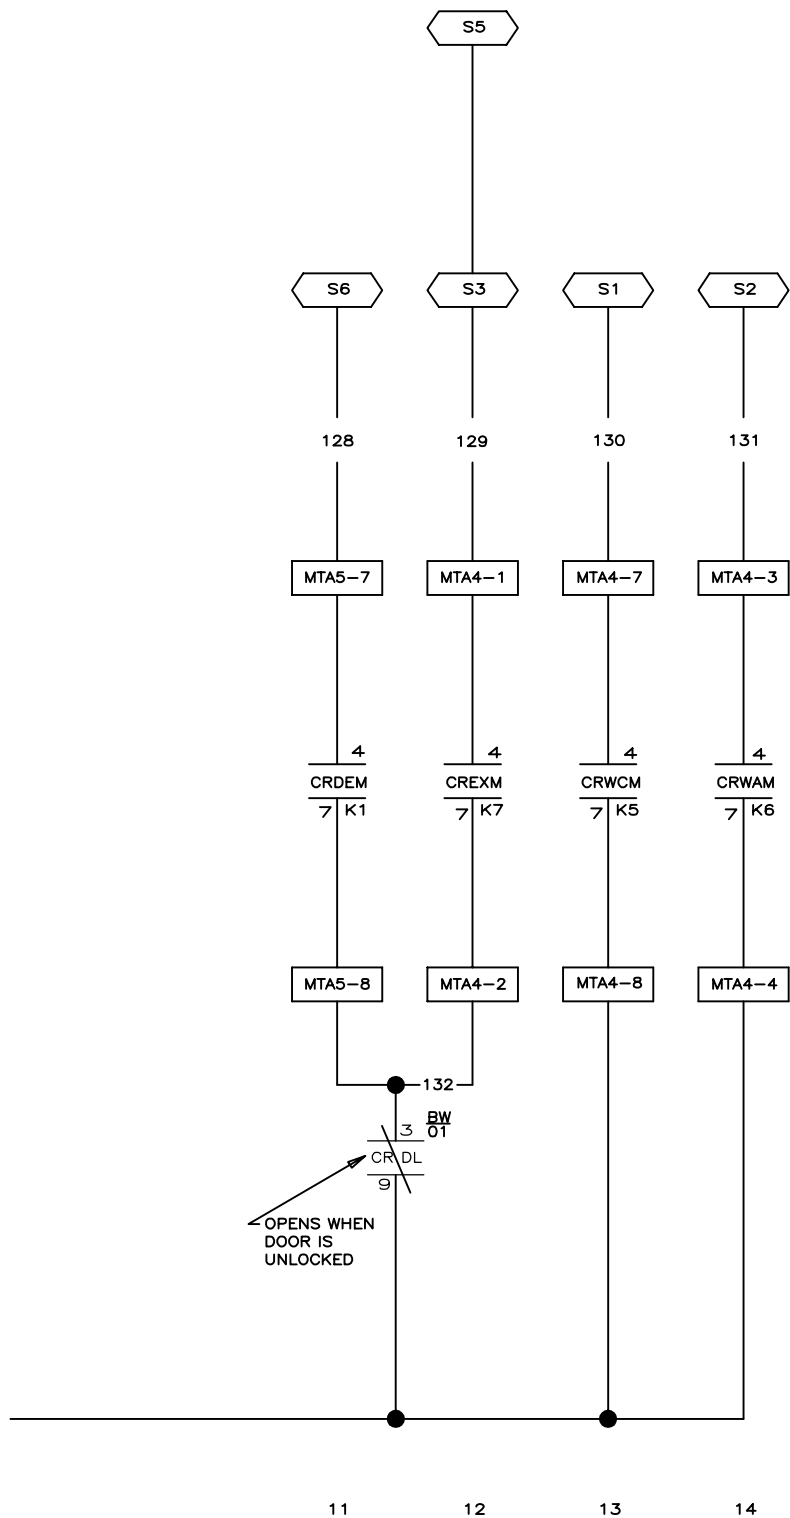 S5
S6 S3 S1 S2
128 129 130 131
MTA5-7 MTA4-1 MTA4-7 MTA4-3
4 4 4 4
CRDEM CREXM CRWCM CRWAM
7 K1 7 K7 7 K5 7 K6
MTA5-8 MTA4-2 MTA4-8 MTA4-4
132
BW
3 01
CR DL
9
OPENS WHEN
DOOR IS
UNLOCKED
11 12 13 14